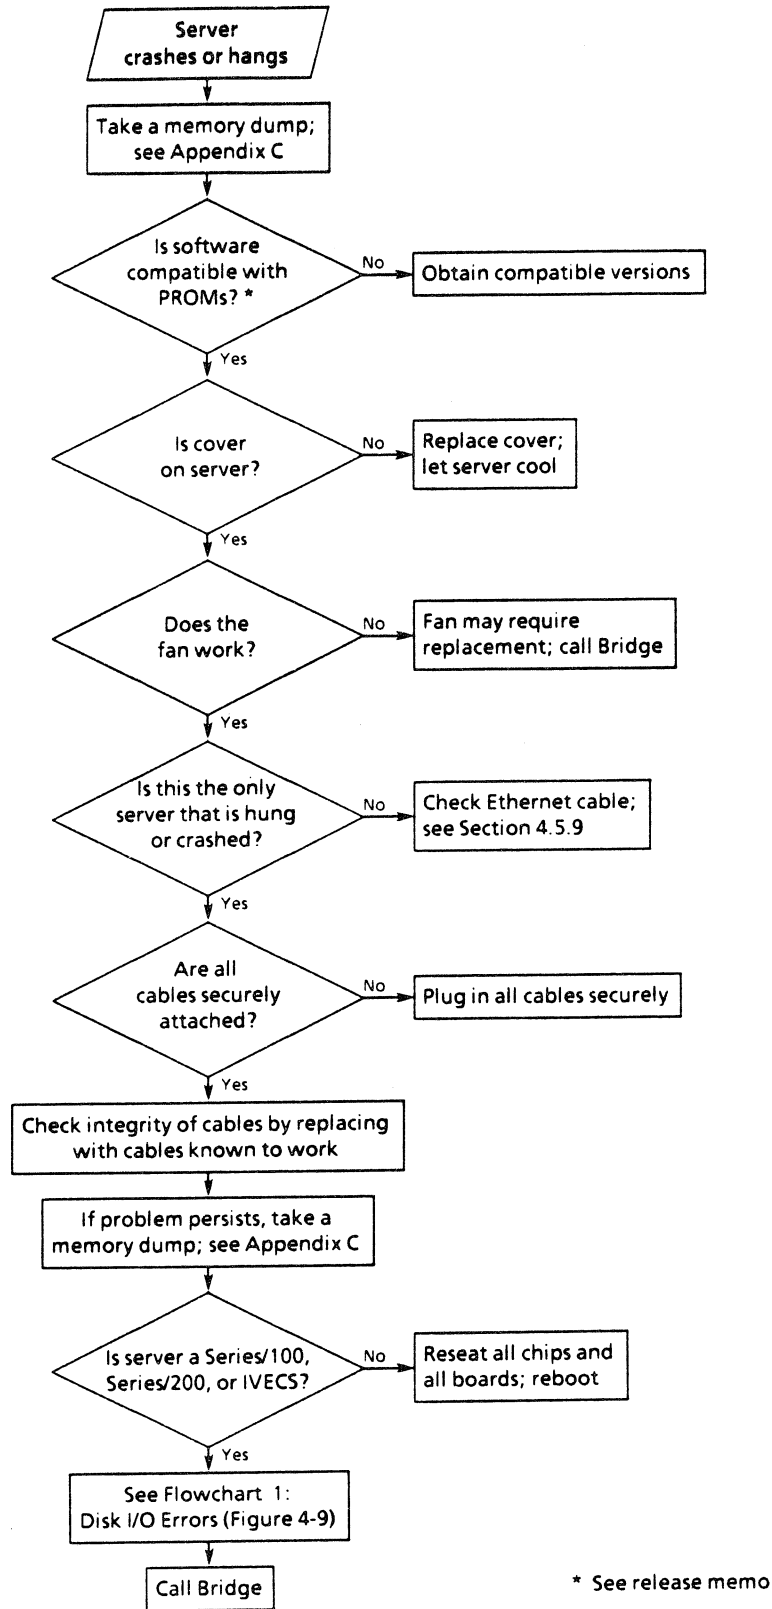 Server
crashes or hangs
Take a memory dump;
see Appendix C
Is software
compatible with
PROMs? *
No
Obtain compatible versions
Yes
Is cover
on server?
No
Replace cover;
let server cool
Yes
Does the
fan work?
No
Fan may require
replacement; call Bridge
Yes
Is this the only
server that is hung
or crashed?
No
Check Ethernet cable;
see Section 4.5.9
Yes
Are all
cables securely
attached?
No
Plug in all cables securely
Yes
Check integrity of cables by replacing
with cables known to work
If problem persists, take a
memory dump; see Appendix C
Is server a Series/100,
Series/200, or IVECS?
No
Reseat all chips and
all boards; reboot
Yes
See Flowchart 1:
Disk I/O Errors (Figure 4-9)
Call Bridge
* See release memo